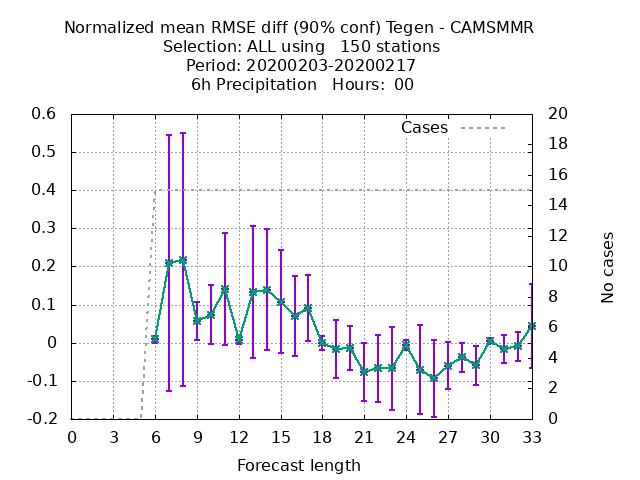 Normalized mean RMSE diff (90% conf) Tegen - CAMSMMR
Selection: ALL using   150 stations
Period: 20200203-20200217
6h Precipitation   Hours:  00
Cases
0.6
0.5
0.4
0.3
0.2
0.1
0
-0.1
-0.2
20
18
16
14
12
10
8
6
4
2
0
No cases
0 3 6 9 12 15 18 21 24 27 30 33
Forecast length